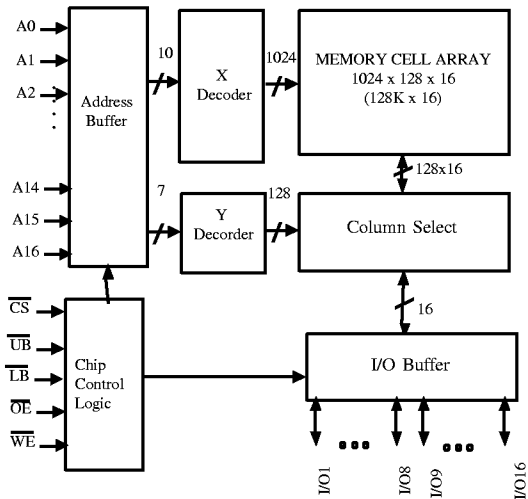 A0
A1
A2
A14
A15
A16
Address
Buffer
10
X
Decoder
1024
MEMORY CELL ARRAY
1024 x 128 x 16
(128K x 16)
128x16
7
Y
Decorder
128
Column Select
16
CS
UB
LB
OE
WE
Chip
Control
Logic
I/O Buffer
I/O1
I/O8
I/O9
I/O16